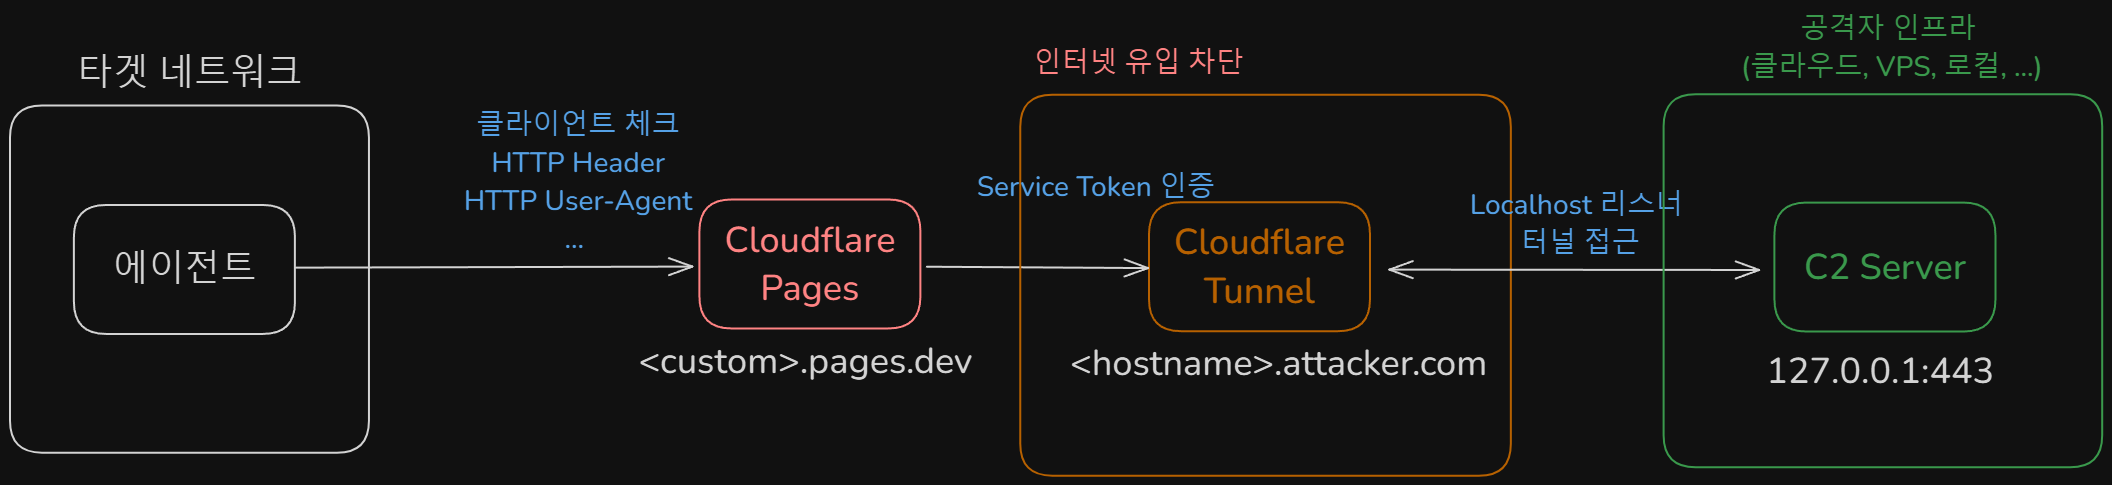 타겟 네트워크
에이전트
클라이언트 체크
HTTP Header
HTTP User-Agent
...
Cloudflare
Pages
<custom>.pages.dev
인터넷 유입 차단
Service Token 인증
Cloudflare
Tunnel
<hostname>.attacker.com
Localhost 리스너
터널 접근
공격자 인프라
(클라우드, VPS, 로컬, ...)
C2 Server
127.0.0.1:443